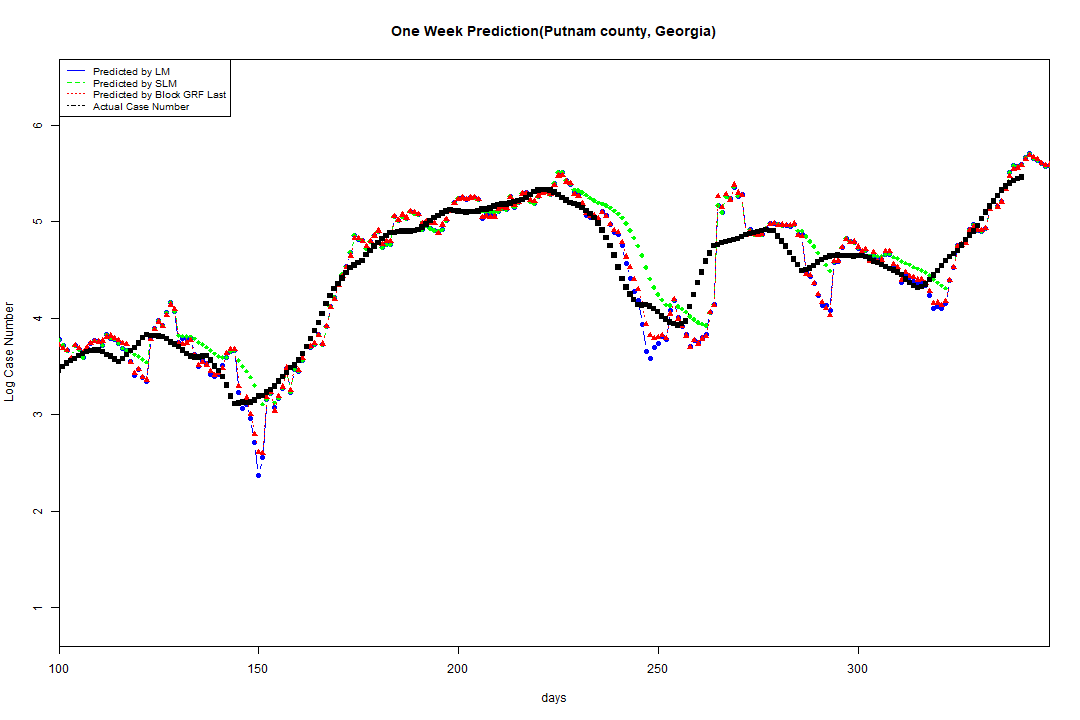 One Week Prediction(Putnam county, Georgia)
Predicted by LM
Predicted by SLM
Predicted by Block GRF Last
Actual Case Number
6
5
4
3
2
1
Log Case Number
100 150 200 250 300
days